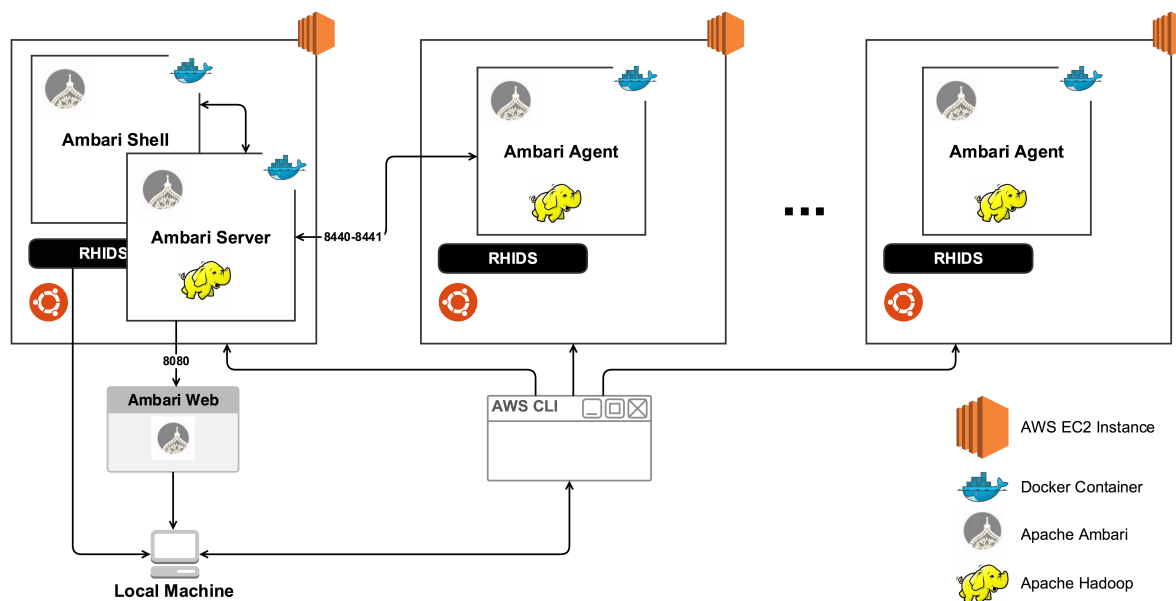 Ambari Shell
Ambari Server
RHIDS
8440-8441
Ambari Agent
RHIDS
...
Ambari Agent
RHIDS
8080
Ambari Web
AWS CLI
Local Machine
AWS EC2 Instance
Docker Container
Apache Ambari
Apache Hadoop